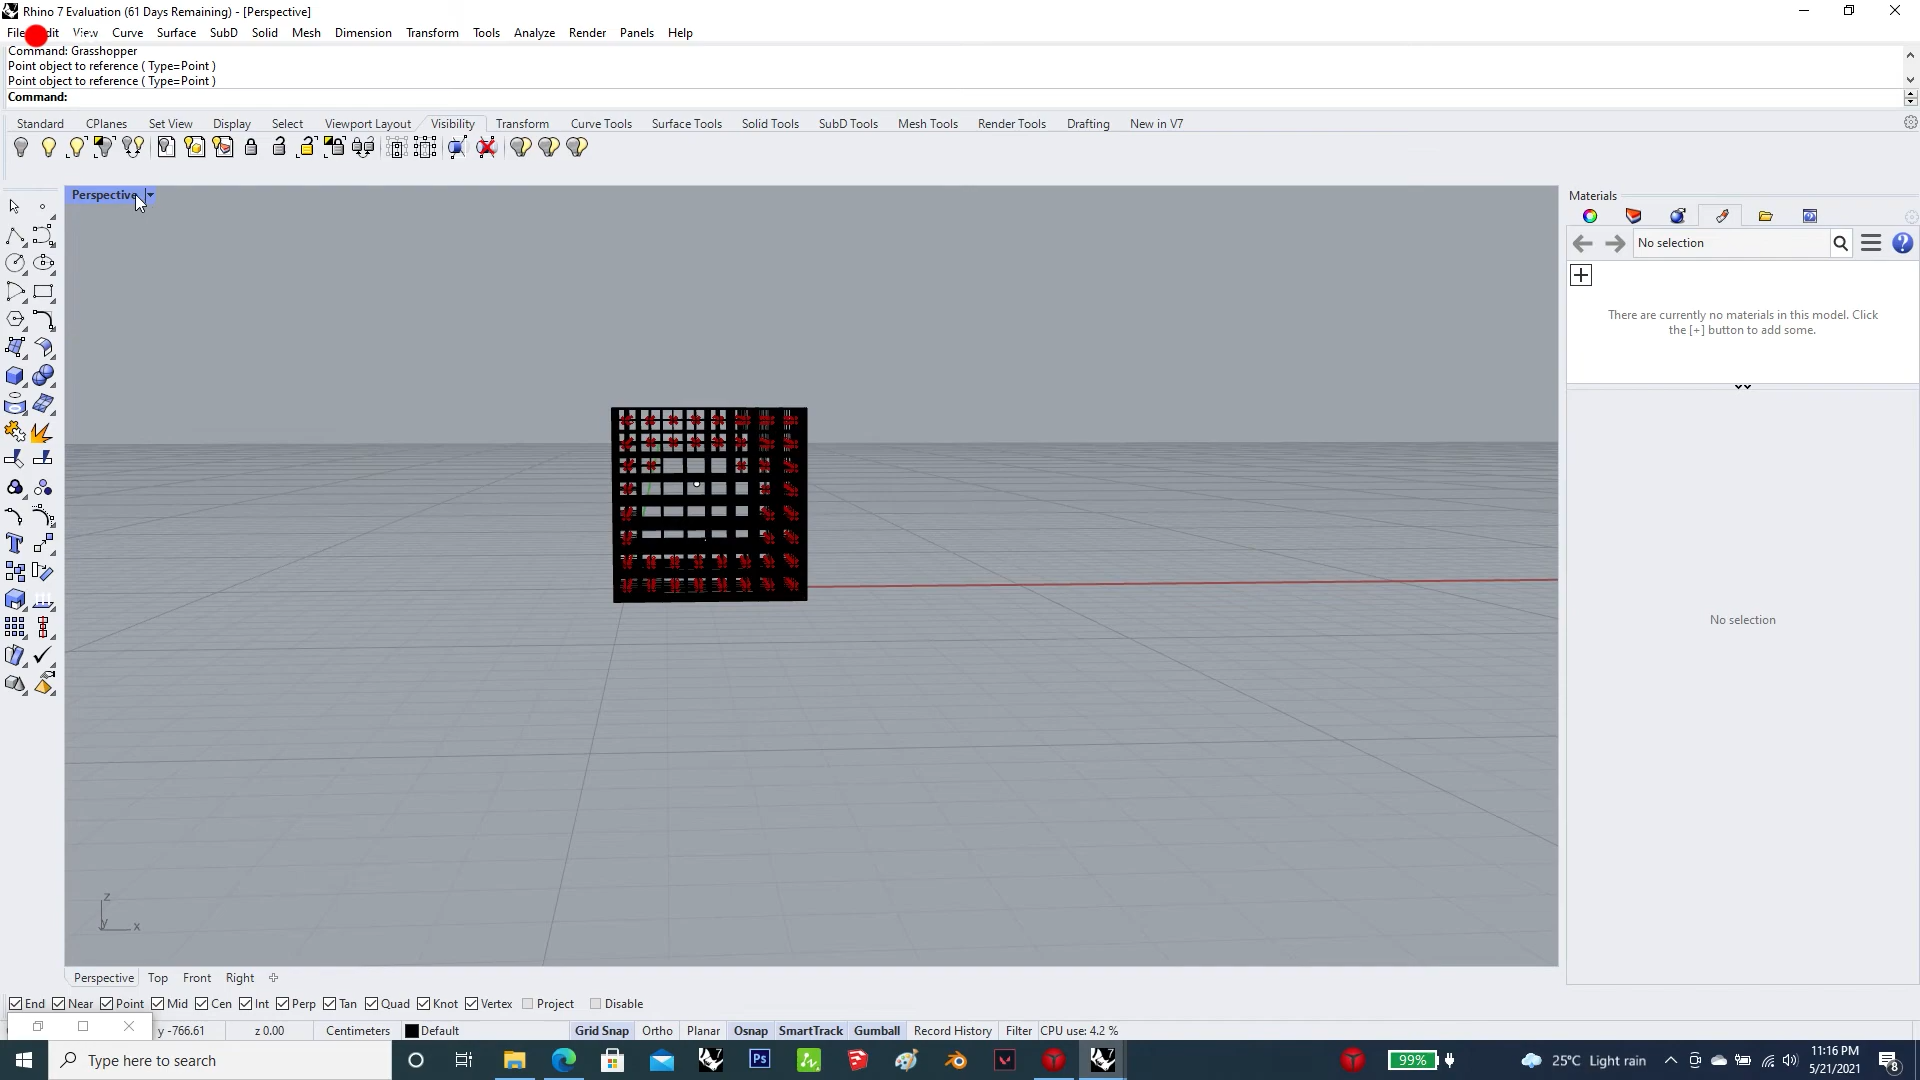 Rhino 7 Evaluation (61 Days Remaining) - [Perspective]
View Curve Surface SubD Solid Mesh Dimension Transform Tools Analyze Render Panels Help
Command: Grasshopper
Point object to reference ( Type=Point )
Point object to reference ( Type=Point )
Command:
Standard CPlanes Set View Display Select Viewport Layout Visibility Transform Curve Tools Surface Tools Solid Tools SubD Tools Mesh Tools Render Tools Drafting New in V7
Perspective
Materials
No selection
There are currently no materials in this model. Click
the [+] button to add some.
No selection
z
y x
Perspective Top Front Right
End Near Point Mid Cen Int Perp Tan Quad Knot Vertex Project Disable
y -766.61 z 0.00 Centimeters Default Grid Snap Ortho Planar Osnap SmartTrack Gumball Record History Filter CPU use: 4.2 %
Type here to search
Ps
99%
25°C Light rain
11:16 PM
5/21/2021
8